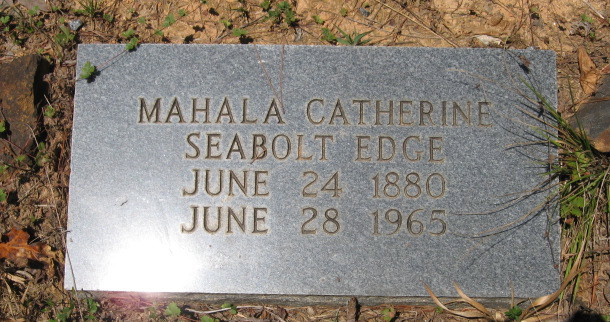 MAHALA CATHERINE
SEABOLT EDGE
JUNE 24 1880
JUNE 28 1965